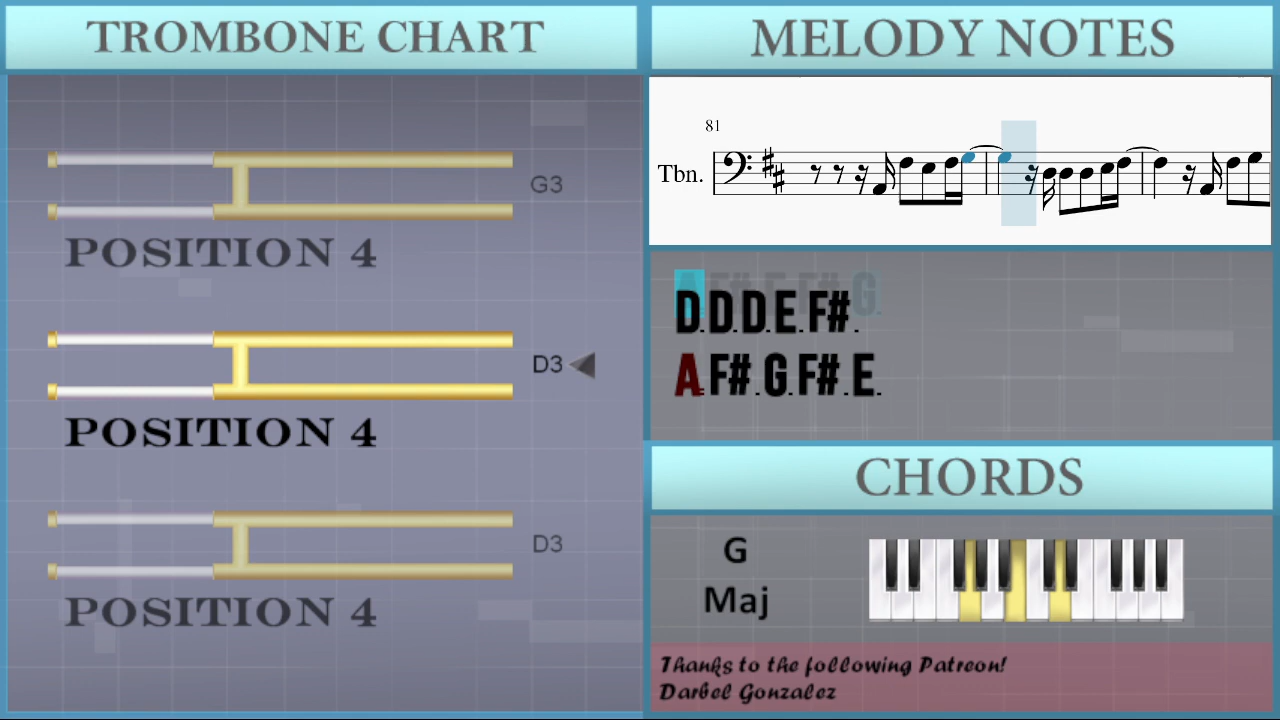 TROMBONE CHART
G3
POSITION 4
D3
POSITION 4
D3
POSITION 4
MELODY NOTES
81
Tbn.
A.F#.E.F#.G.
D.D.D.E.F#.
A.F#.G.F#.E.
CHORDS
G
Maj
Thanks to the following Patreon!
Darbel Gonzalez